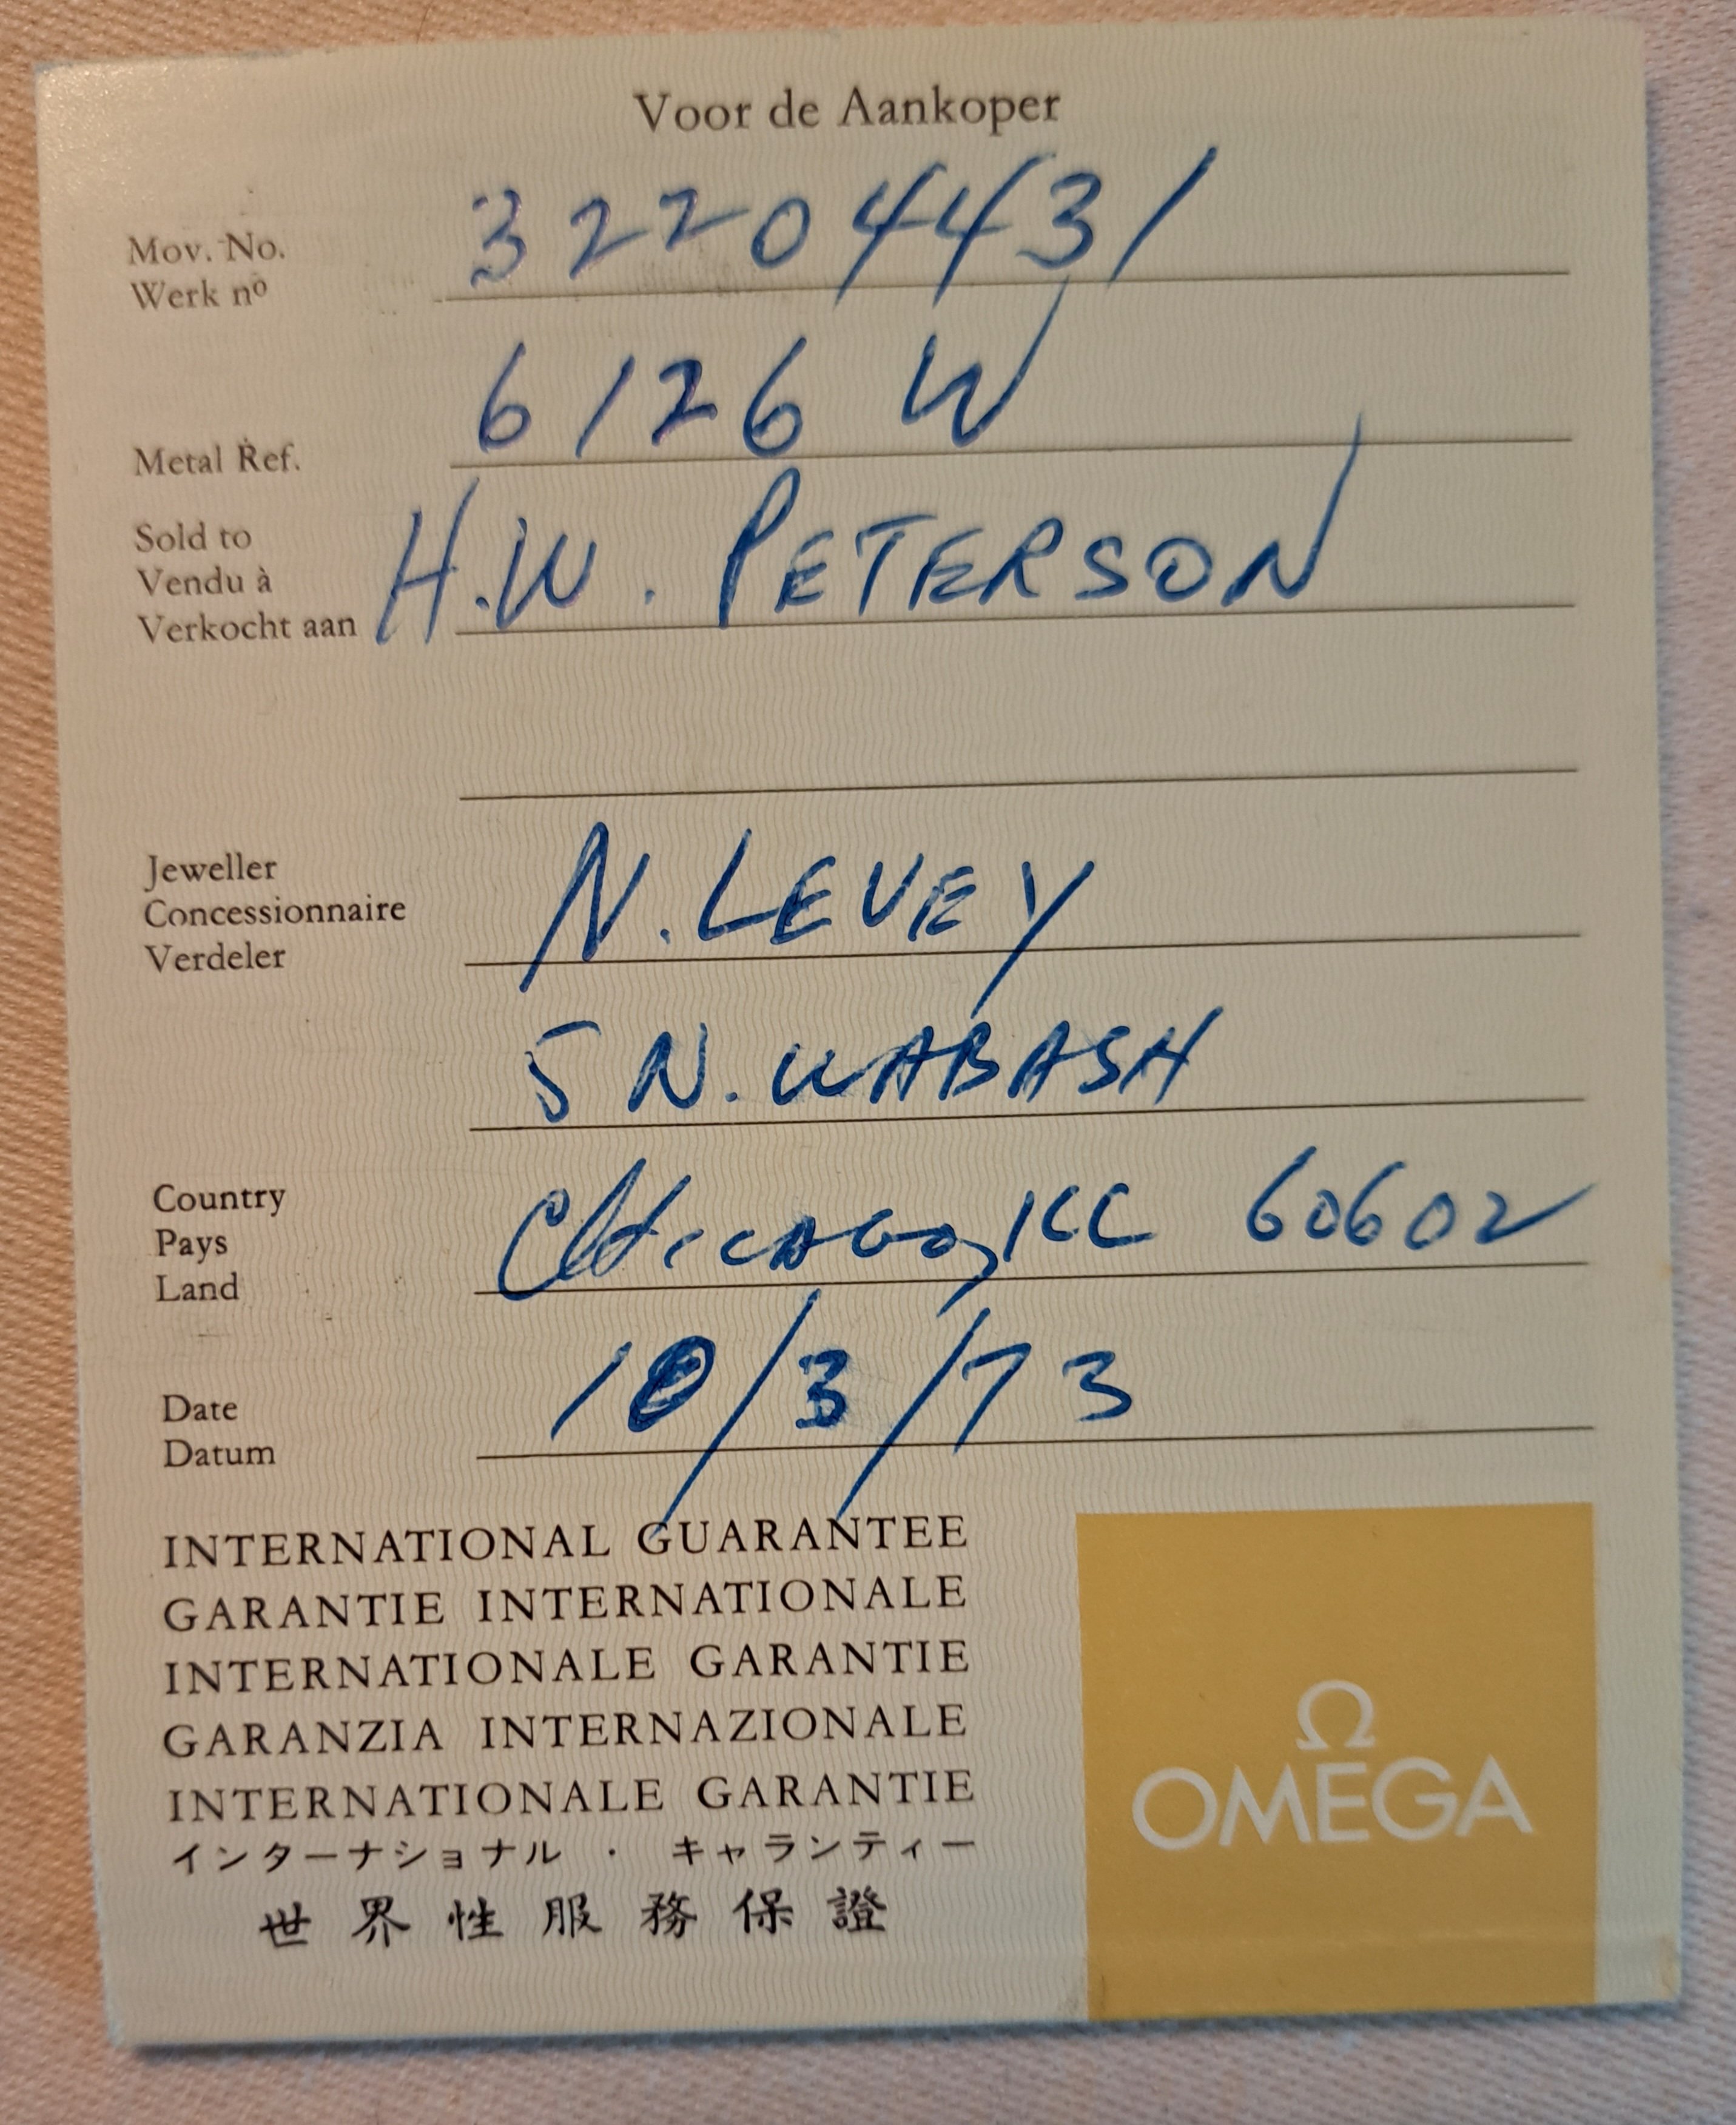 Voor de Aankoper
Mov. No. 32204431
Werk nº
6126 W
Metal Ref.
Sold to
Vendu à H.W. PETERSON
Verkocht aan
Jeweller
Concessionnaire N. LEVEY
Verdeler
5 N. WABASH
Country
Pays CHICAGO, ILL 60602
Land
Date 10/3/73
Datum
INTERNATIONAL GUARANTEE
GARANTIE INTERNATIONALE
INTERNATIONALE GARANTIE
GARANZIA INTERNAZIONALE
INTERNATIONALE GARANTIE
インターナショナル ・ キャランティー
世界性服務保證
Ω
OMEGA